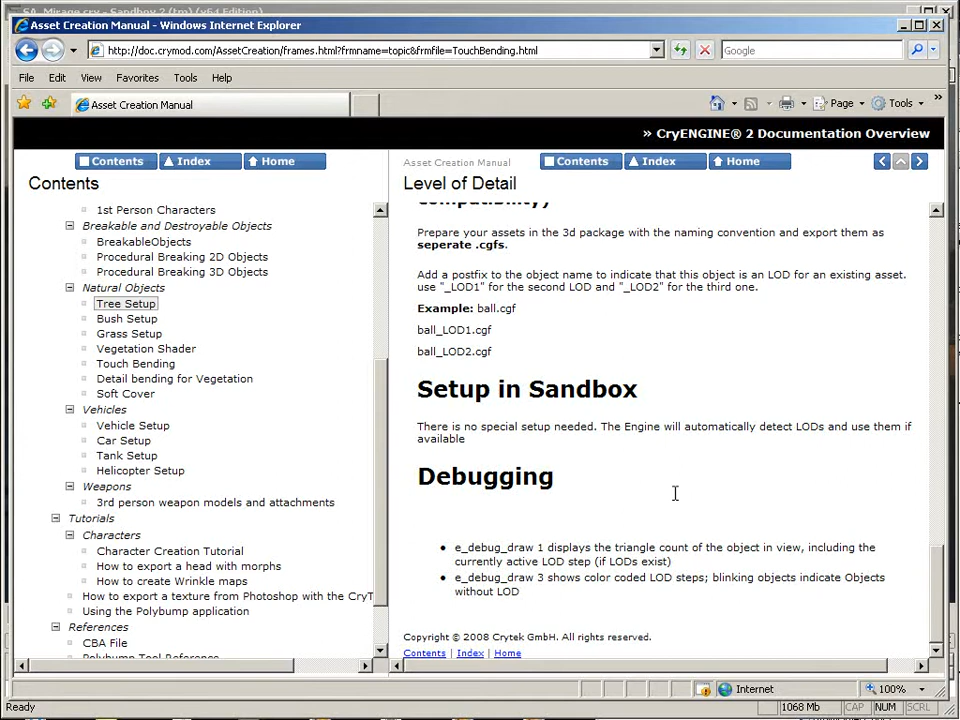 Asset Creation Manual - Windows Internet Explorer
http://doc.crymod.com/AssetCreation/frames.html?frmname=topic&frmfile=TouchBending.html
Google
File Edit View Favorites Tools Help
Asset Creation Manual
Page Tools
» CryENGINE® 2 Documentation Overview
Contents Index Home
Contents
1st Person Characters
Breakable and Destroyable Objects
BreakableObjects
Procedural Breaking 2D Objects
Procedural Breaking 3D Objects
Natural Objects
Tree Setup
Bush Setup
Grass Setup
Vegetation Shader
Touch Bending
Detail bending for Vegetation
Soft Cover
Vehicles
Vehicle Setup
Car Setup
Tank Setup
Helicopter Setup
Weapons
3rd person weapon models and attachments
Tutorials
Characters
Character Creation Tutorial
How to export a head with morphs
How to create Wrinkle maps
How to export a texture from Photoshop with the CryT
Using the Polybump application
References
CBA File
Polybump Tool Reference
Asset Creation Manual Contents Index Home
Level of Detail
compatibility)
Prepare your assets in the 3d package with the naming convention and export them as
seperate .cgfs.
Add a postfix to the object name to indicate that this object is an LOD for an existing asset.
use "_LOD1" for the second LOD and "_LOD2" for the third one.
Example: ball.cgf
ball_LOD1.cgf
ball_LOD2.cgf
Setup in Sandbox
There is no special setup needed. The Engine will automatically detect LODs and use them if
available
Debugging
e_debug_draw 1 displays the triangle count of the object in view, including the
currently active LOD step (if LODs exist)
e_debug_draw 3 shows color coded LOD steps; blinking objects indicate Objects
without LOD
Copyright © 2008 Crytek GmbH. All rights reserved.
Contents | Index | Home
Internet 100%
Ready 1068 Mb CAP NUM SCRL